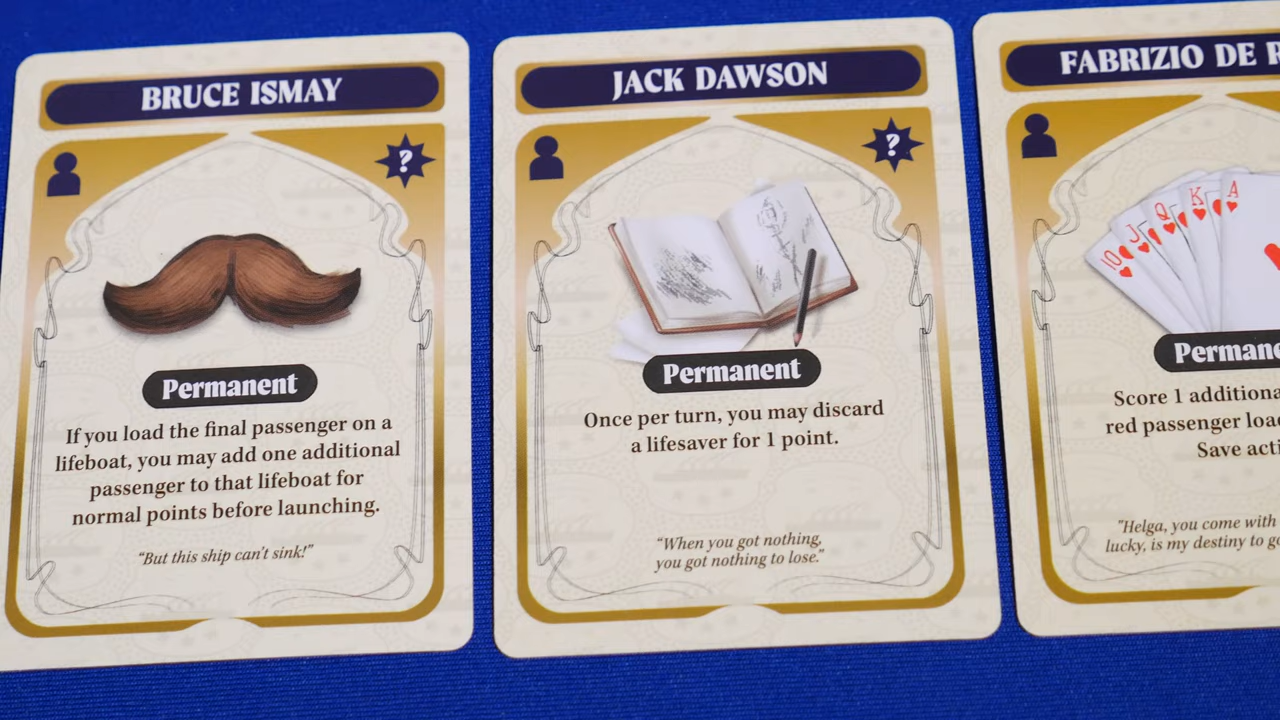 BRUCE ISMAY
?
Permanent
If you load the final passenger on a
lifeboat, you may add one additional
passenger to that lifeboat for
normal points before launching.
“But this ship can't sink!”
JACK DAWSON
?
Permanent
Once per turn, you may discard
a lifesaver for 1 point.
“When you got nothing,
you got nothing to lose.”
FABRIZIO DE
10
J
Q
K
A
Score 1
red passenger
Save
"Helga, you come with
lucky, is my destiny to